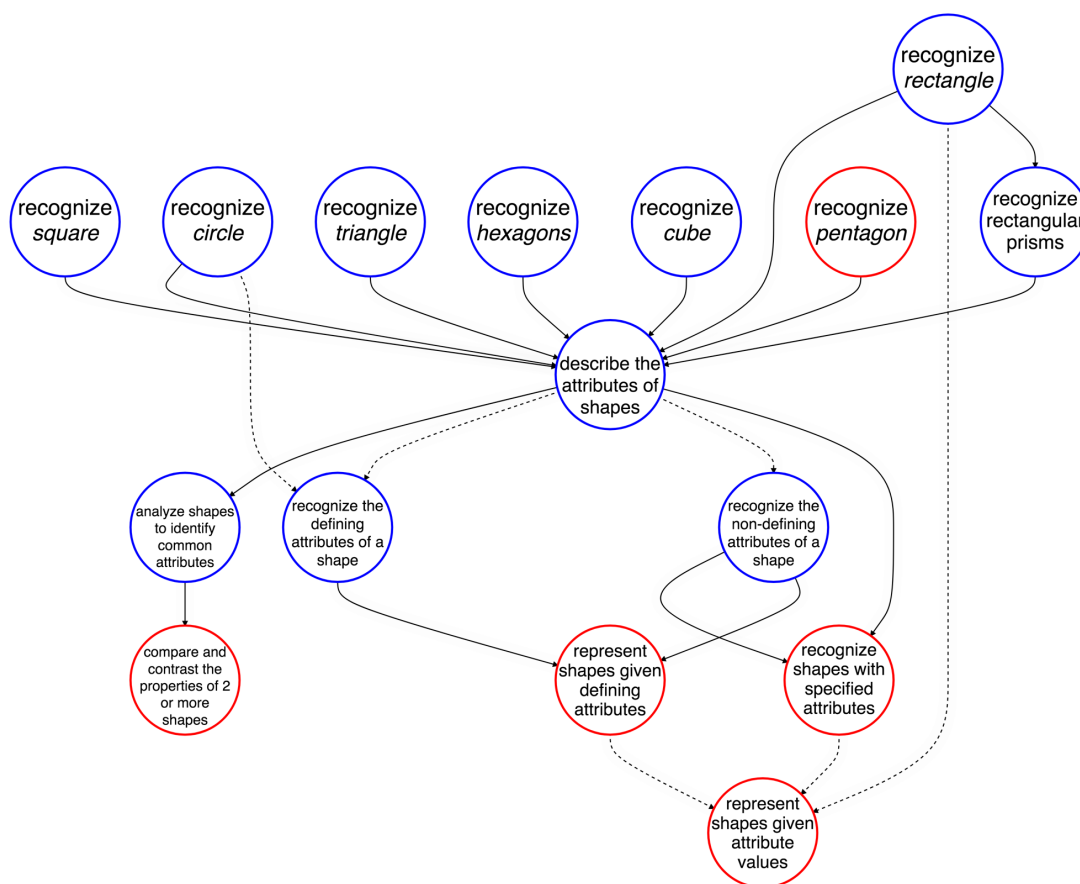 recognize
rectangle
recognize
square
recognize
circle
recognize
triangle
recognize
hexagons
recognize
cube
recognize
pentagon
recognize
rectangular
prisms
describe the
attributes of
shapes
analyze shapes
to identify
common
attributes
recognize the
defining
attributes of a
shape
recognize the
non-defining
attributes of a
shape
compare and
contrast the
properties of 2
or more
shapes
represent
shapes given
defining
attributes
recognize
shapes with
specified
attributes
represent
shapes given
attribute
values